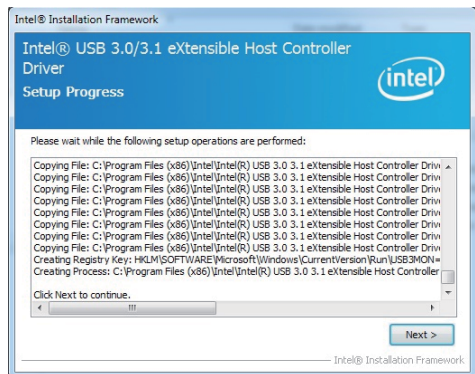 Intel® Installation Framework
Intel® USB 3.0/3.1 eXtensible Host Controller
Driver
Setup Progress
intel
Please wait while the following setup operations are performed:
Copying File: C:\Program Files (x86)\Intel\Intel(R) USB 3.0 3.1 eXtensible Host Controller Drive
Copying File: C:\Program Files (x86)\Intel\Intel(R) USB 3.0 3.1 eXtensible Host Controller Drive
Copying File: C:\Program Files (x86)\Intel\Intel(R) USB 3.0 3.1 eXtensible Host Controller Drive
Copying File: C:\Program Files (x86)\Intel\Intel(R) USB 3.0 3.1 eXtensible Host Controller Drive
Copying File: C:\Program Files (x86)\Intel\Intel(R) USB 3.0 3.1 eXtensible Host Controller Drive
Copying File: C:\Program Files (x86)\Intel\Intel(R) USB 3.0 3.1 eXtensible Host Controller Drive
Copying File: C:\Program Files (x86)\Intel\Intel(R) USB 3.0 3.1 eXtensible Host Controller Drive
Copying File: C:\Program Files (x86)\Intel\Intel(R) USB 3.0 3.1 eXtensible Host Controller Drive
Creating Registry Key: HKLM\SOFTWARE\Microsoft\Windows\CurrentVersion\Run\USB3MON=
Creating Process: C:\Program Files (x86)\Intel\Intel(R) USB 3.0 3.1 eXtensible Host Controller
Click Next to continue.
Next >
Intel® Installation Framework